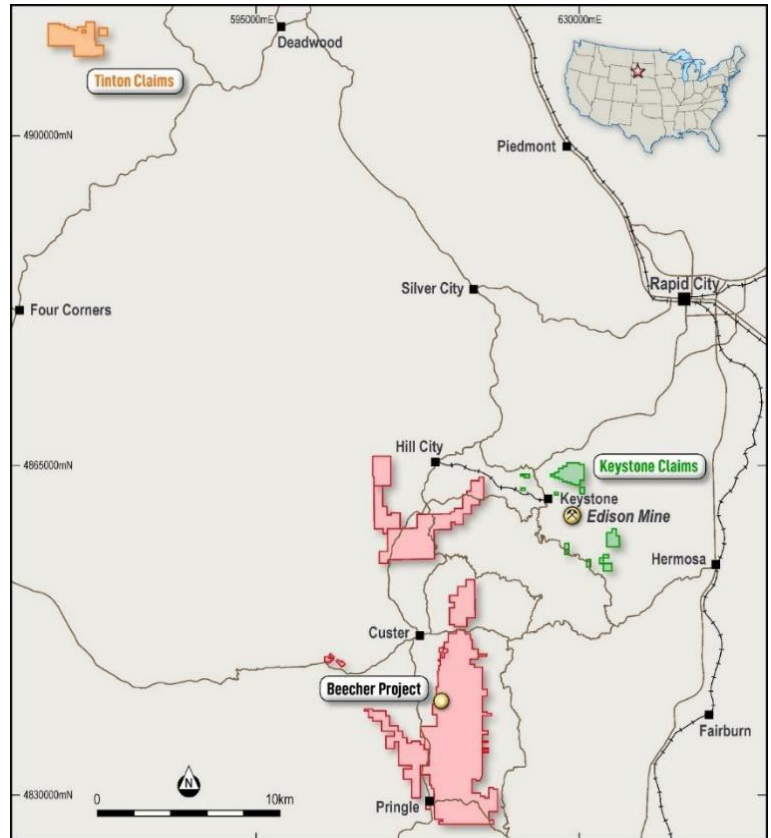 595000mE
630000mE
Deadwood
Tinton Claims
4900000mN
Piedmont
Silver City
Rapid City
Four Corners
Hill City
4865000mN
Keystone Claims
Keystone
Edison Mine
Hermosa
Custer
Beecher Project
Fairburn
4830000mN
N
0
10km
Pringle